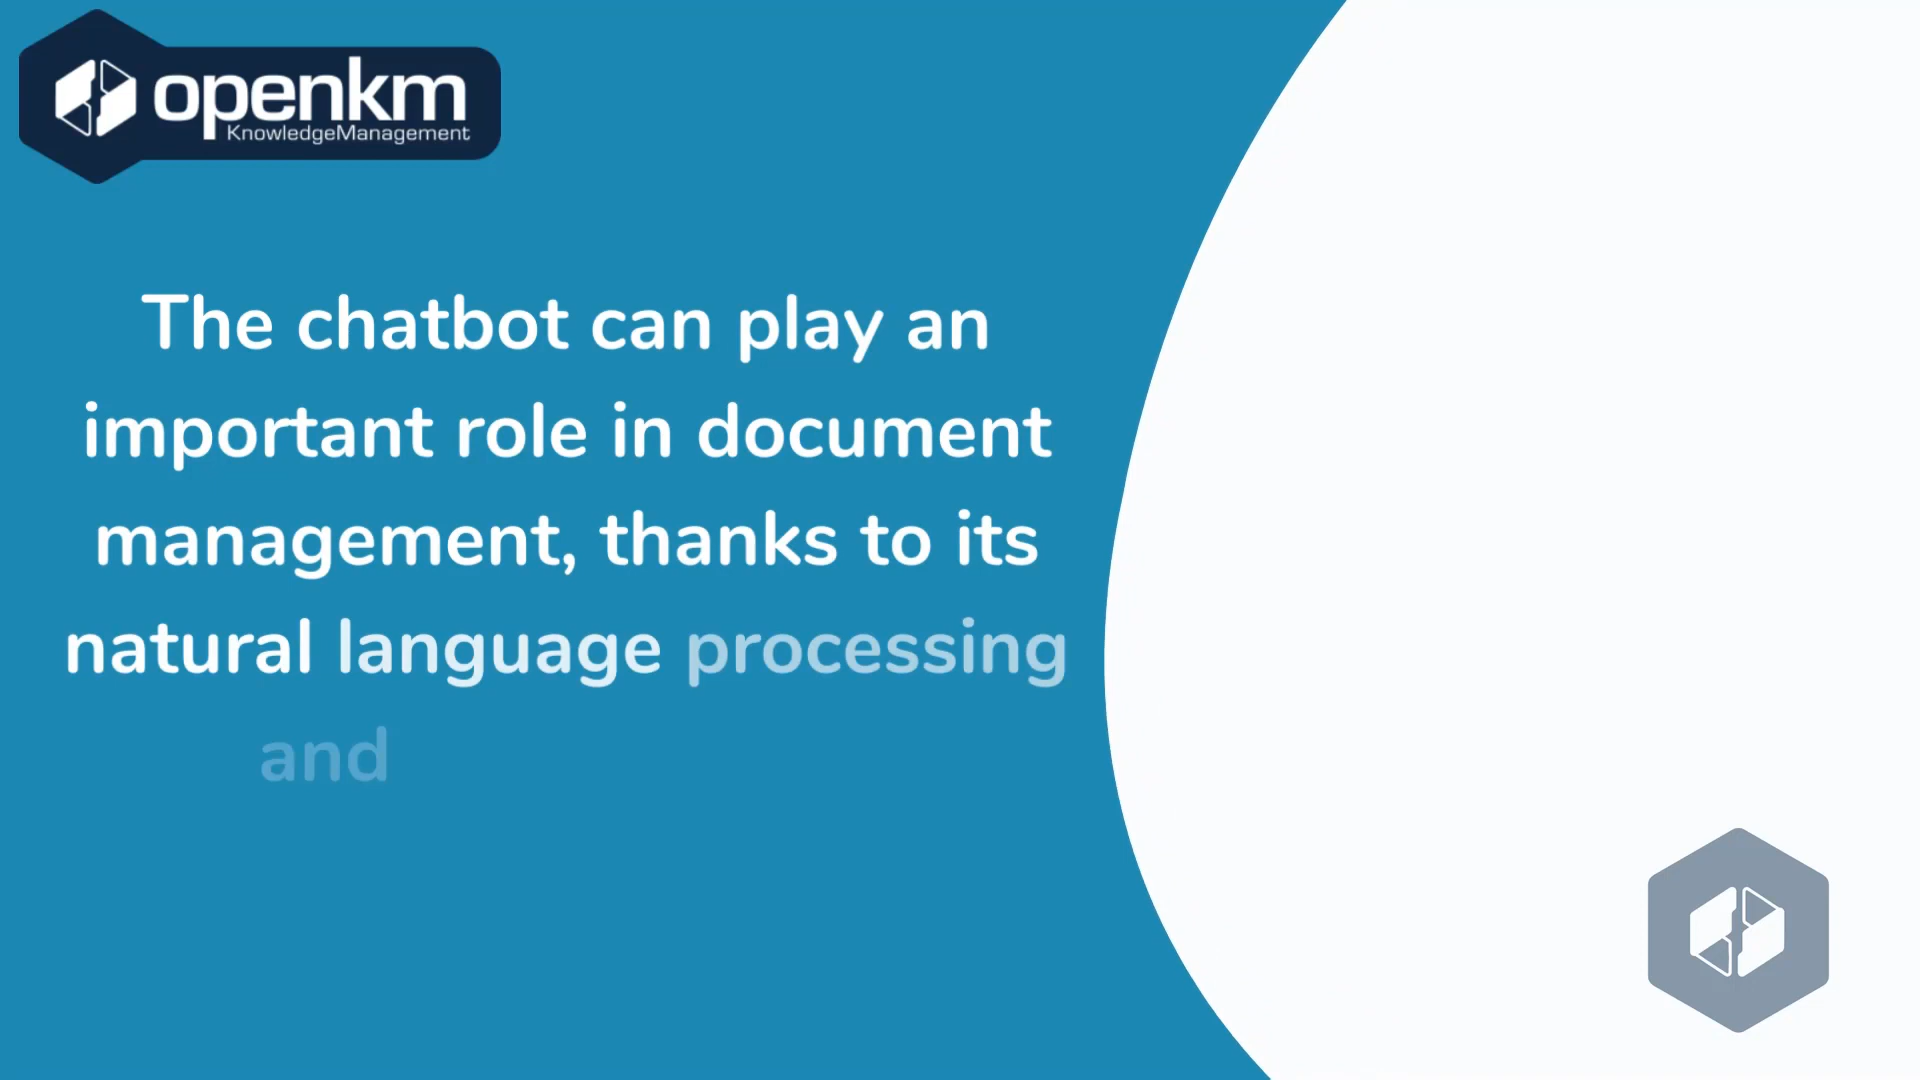 openkm
KnowledgeManagement
The chatbot can play an
important role in document
management, thanks to its
natural language processing
and